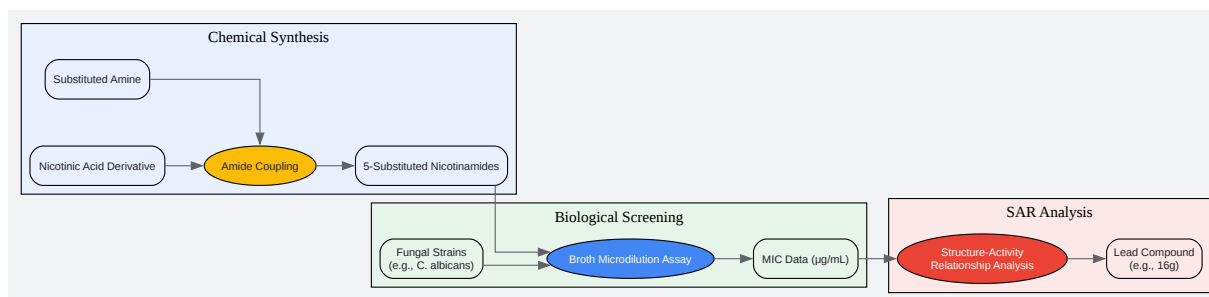 Chemical Synthesis
Substituted Amine
Nicotinic Acid Derivative
Amide Coupling
5-Substituted Nicotinamides
Biological Screening
Fungal Strains
(e.g., C. albicans)
Broth Microdilution Assay
MIC Data (µg/mL)
SAR Analysis
Structure-Activity
Relationship Analysis
Lead Compound
(e.g., 16g)